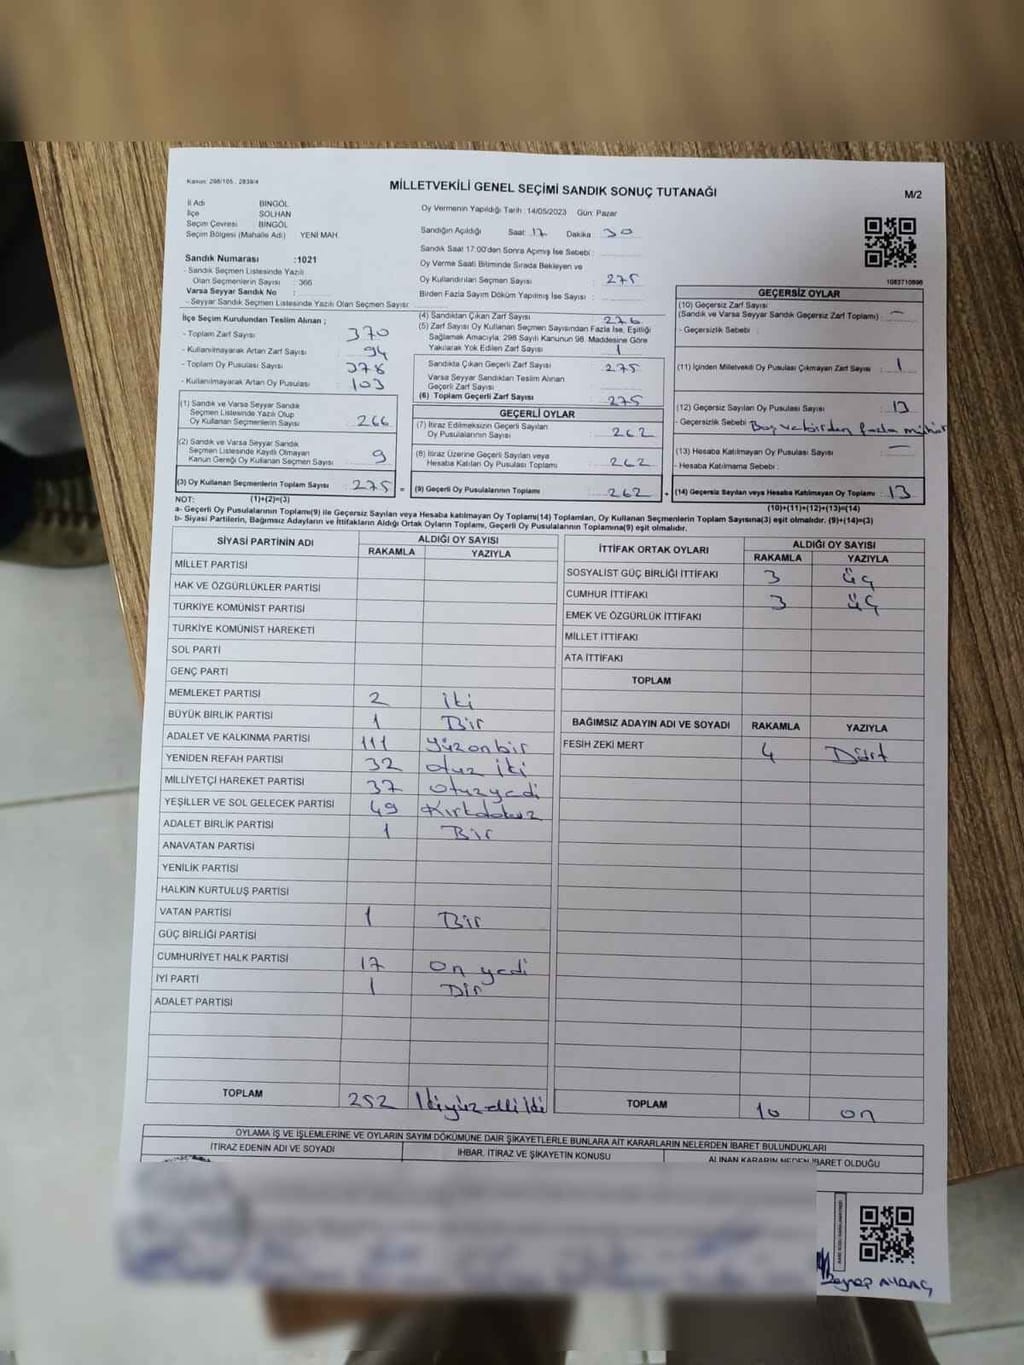 Kanun: 298/105 , 2839/4
MİLLETVEKİLİ GENEL SEÇİMİ SANDIK SONUÇ TUTANAĞI
M/2
İl Adı BİNGÖL
İlçe SOLHAN
Seçim Çevresi BİNGÖL
Seçim Bölgesi (Mahalle Adı) YENİ MAH.
Oy Vermenin Yapıldığı Tarih : 14/05/2023 Gün: Pazar
Sandığın Açıldığı Saat: 17 Dakika: 30
Sandık Saat 17:00'den Sonra Açımış İse Sebebi :
Oy Verme Saati Bitiminde Sırada Bekleyen ve
Oy Kullandırılan Seçmen Sayısı : 275
Birden Fazla Sayım Döküm Yapılmış İse Sayısı :
Sandık Numarası :1021
- Sandık Seçmen Listesinde Yazılı
Olan Seçmenlerin Sayısı : 366
Varsa Seyyar Sandık No :
- Seyyar Sandık Seçmen Listesinde Yazılı Olan Seçmen Sayısı:
İlçe Seçim Kurulundan Teslim Alınan ;
- Toplam Zarf Sayısı 370
- Kullanılmayarak Artan Zarf Sayısı 94
- Toplam Oy Pusulası Sayısı 378
- Kullanılmayarak Artan Oy Pusulası 103
(1) Sandık ve Varsa Seyyar Sandık
Seçmen Listesinde Yazılı Olup
Oy Kullanan Seçmenlerin Sayısı 266
(2) Sandık ve Varsa Seyyar Sandık
Seçmen Listesinde Kayıtlı Olmayan
Kanun Gereği Oy Kullanan Seçmen Sayısı 9
(3) Oy Kullanan Seçmenlerin Toplam Sayısı 275 =
(4) Sandıktan Çıkan Zarf Sayısı 276
(5) Zarf Sayısı Oy Kullanan Seçmen Sayısından Fazla İse, Eşitliği
Sağlamak Amacıyla; 298 Sayılı Kanunun 98. Maddesine Göre
Yakılarak Yok Edilen Zarf Sayısı 1
Sandıkta Çıkan Geçerli Zarf Sayısı 275
Varsa Seyyar Sandıktan Teslim Alınan
Geçerli Zarf Sayısı
(6) Toplam Geçerli Zarf Sayısı 275
GEÇERLİ OYLAR
(7) İtiraz Edilmeksizin Geçerli Sayılan
Oy Pusulalarının Sayısı 262
(8) İtiraz Üzerine Geçerli Sayılan veya
Hesaba Katılan Oy Pusulası Toplamı 262
(9) Geçerli Oy Pusulalarının Toplamı 262 +
1083710896
GEÇERSİZ OYLAR
(10) Geçersiz Zarf Sayısı
(Sandık ve Varsa Seyyar Sandık Geçersiz Zarf Toplamı) : –
- Geçersizlik Sebebi :
(11) İçinden Milletvekili Oy Pusulası Çıkmayan Zarf Sayısı : 1
(12) Geçersiz Sayılan Oy Pusulası Sayısı : 13
- Geçersizlik Sebebi Boş ve birden fazla mühür
(13) Hesaba Katılmayan Oy Pusulası Sayısı : –
- Hesaba Katılmama Sebebi :
(14) Geçersiz Sayılan veya Hesaba Katılmayan Oy Toplamı : 13
NOT: (1)+(2)=(3)
(10)+(11)+(12)+(13)=(14)
a- Geçerli Oy Pusulalarının Toplamı(9) ile Geçersiz Sayılan veya Hesaba katılmayan Oy Toplamı(14) Toplamları, Oy Kullanan Seçmenlerin Toplam Sayısına(3) eşit olmalıdır. (9)+(14)=(3)
b- Siyasi Partilerin, Bağımsız Adayların ve İttifakların Aldığı Ortak Oyların Toplamı, Geçerli Oy Pusulalarının Toplamına(9) eşit olmalıdır.
SİYASİ PARTİNİN ADI ALDIĞI OY SAYISI
RAKAMLA YAZIYLA
MİLLET PARTİSİ
HAK VE ÖZGÜRLÜKLER PARTİSİ
TÜRKİYE KOMÜNİST PARTİSİ
TÜRKİYE KOMÜNİST HAREKETİ
SOL PARTİ
GENÇ PARTİ
MEMLEKET PARTİSİ 2 iki
BÜYÜK BİRLİK PARTİSİ 1 Bir
ADALET VE KALKINMA PARTİSİ 111 Yüzonbir
YENİDEN REFAH PARTİSİ 32 otuz iki
MİLLİYETÇİ HAREKET PARTİSİ 37 otuzyedi
YEŞİLLER VE SOL GELECEK PARTİSİ 49 Kırkdokuz
ADALET BİRLİK PARTİSİ 1 Bir
ANAVATAN PARTİSİ
YENİLİK PARTİSİ
HALKIN KURTULUŞ PARTİSİ
VATAN PARTİSİ 1 Bir
GÜÇ BİRLİĞİ PARTİSİ
CUMHURİYET HALK PARTİSİ 17 on yedi
İYİ PARTİ 1 Bir
ADALET PARTİSİ
TOPLAM 252
İTTİFAK ORTAK OYLARI ALDIĞI OY SAYISI
RAKAMLA YAZIYLA
SOSYALİST GÜÇ BİRLİĞİ İTTİFAKI 3 üç
CUMHUR İTTİFAKI 3 üç
EMEK VE ÖZGÜRLÜK İTTİFAKI
MİLLET İTTİFAKI
ATA İTTİFAKI
TOPLAM
BAĞIMSIZ ADAYIN ADI VE SOYADI RAKAMLA YAZIYLA
FESİH ZEKİ MERT 4 Dört
TOPLAM 10 on
OYLAMA İŞ VE İŞLEMLERİNE VE OYLARIN SAYIM DÖKÜMÜNE DAİR ŞİKAYETLERLE BUNLARA AİT KARARLARIN NELERDEN İBARET BULUNDUKLARI
İTİRAZ EDENİN ADI VE SOYADI İHBAR, İTİRAZ VE ŞİKAYETİN KONUSU ALINAN KARARIN NEDEN İBARET OLDUĞU